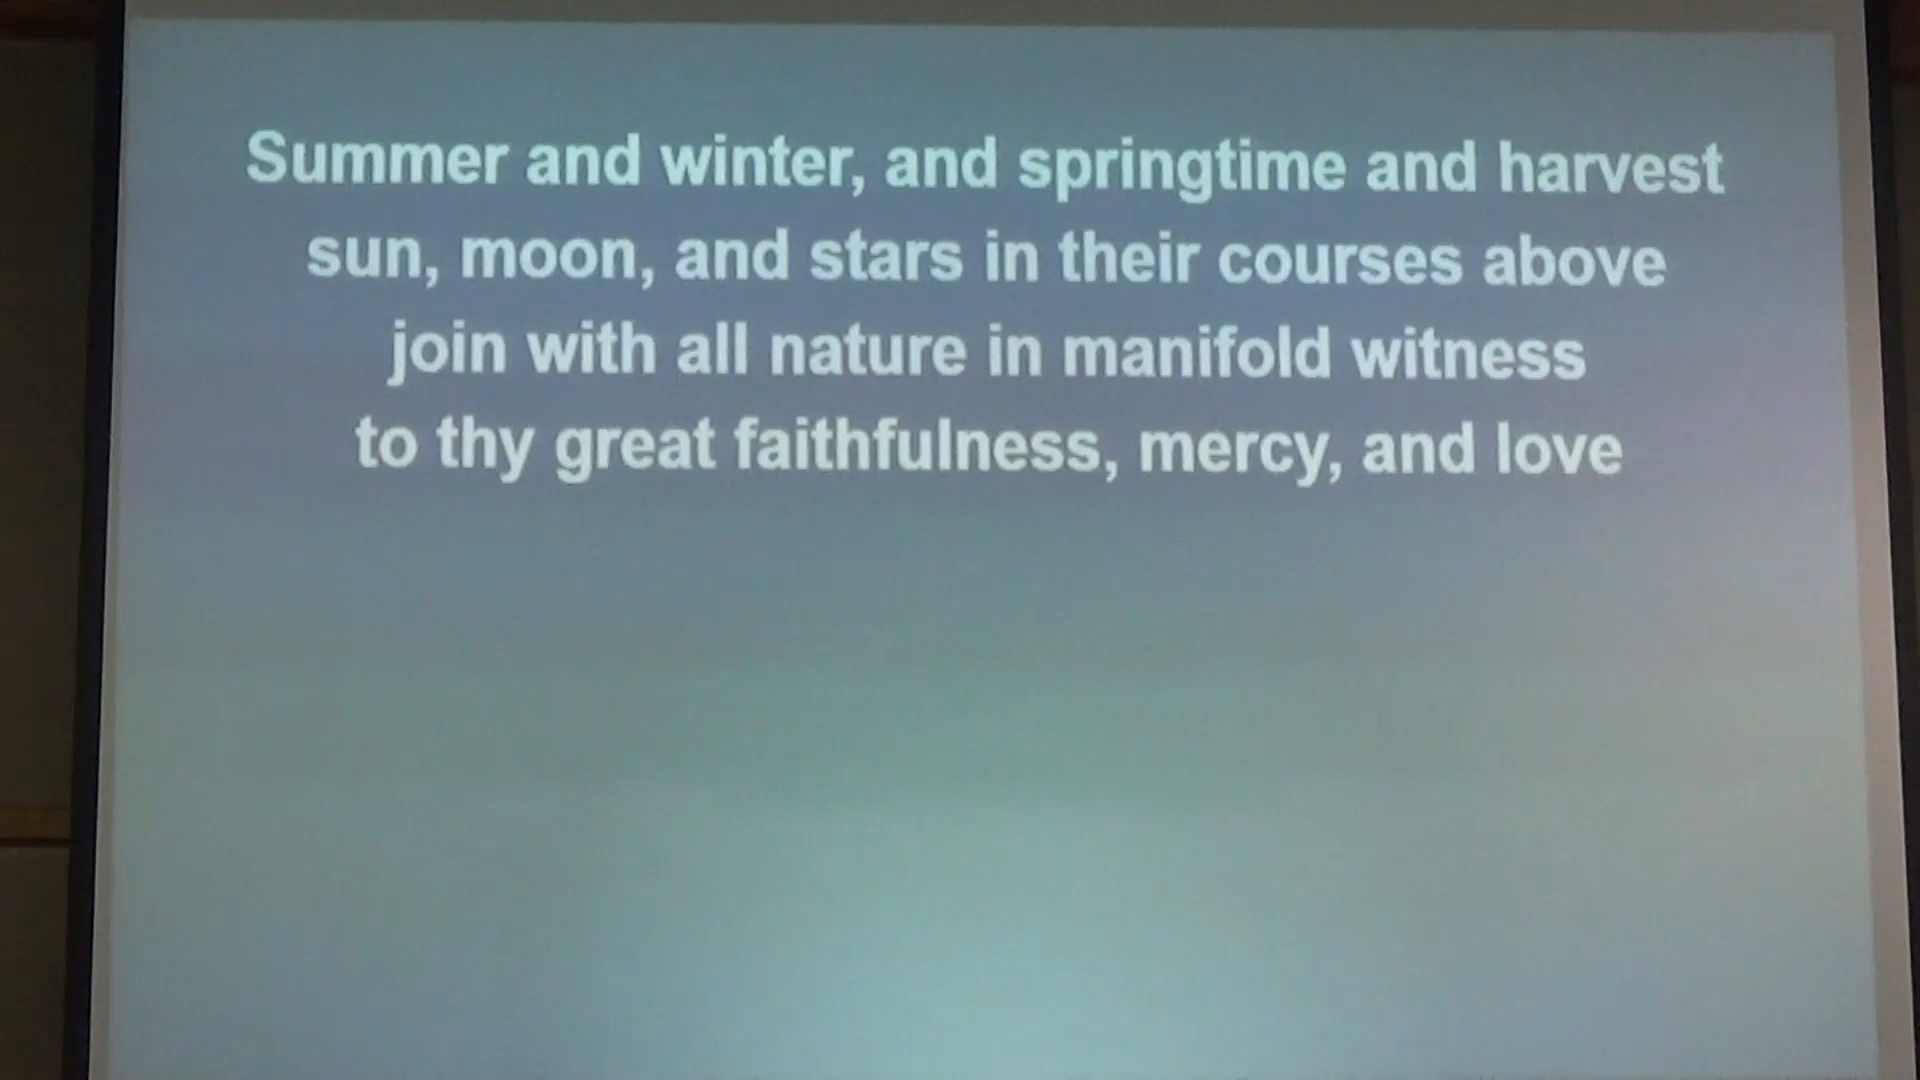 Summer and winter, and springtime and harvest
sun, moon, and stars in their courses above
join with all nature in manifold witness
to thy great faithfulness, mercy, and love